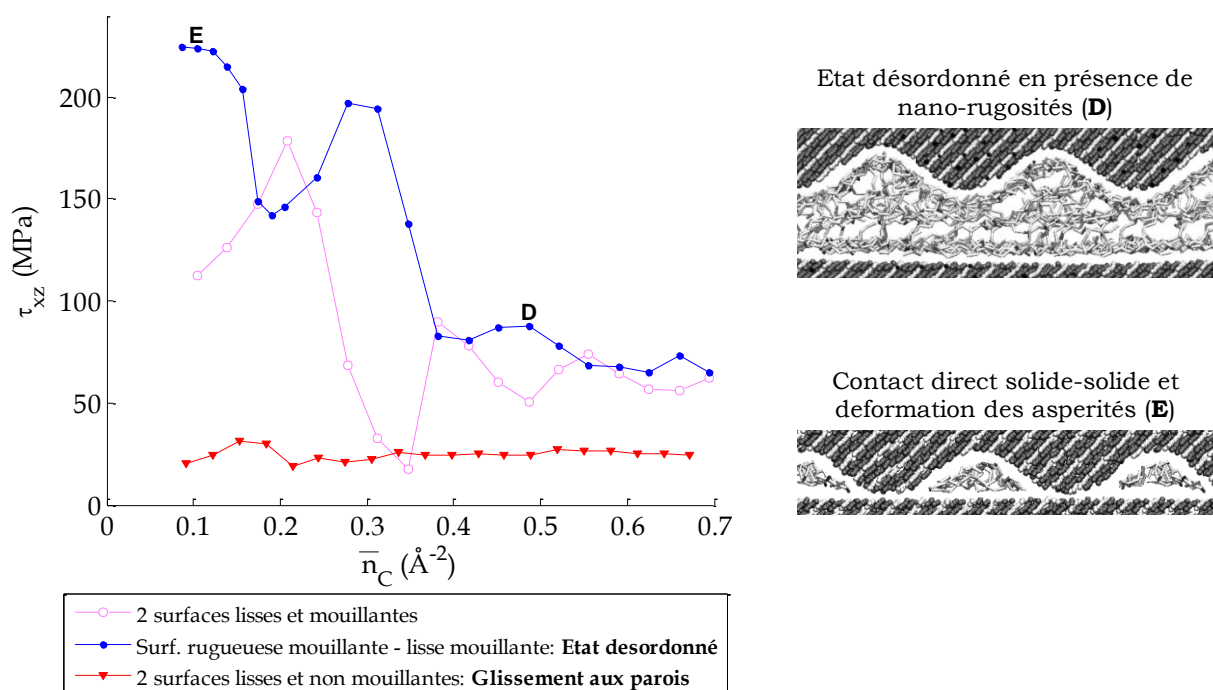 E
200
150
100
50
0
τxz (MPa)
D
0
0.1
0.2
0.3
0.4
0.5
0.6
0.7
n̅C (Å-2)
2 surfaces lisses et mouillantes
Surf. rugueuese mouillante - lisse mouillante: Etat desordonné
2 surfaces lisses et non mouillantes: Glissement aux parois
Etat désordonné en présence de
nano-rugosités (D)
Contact direct solide-solide et
deformation des asperités (E)